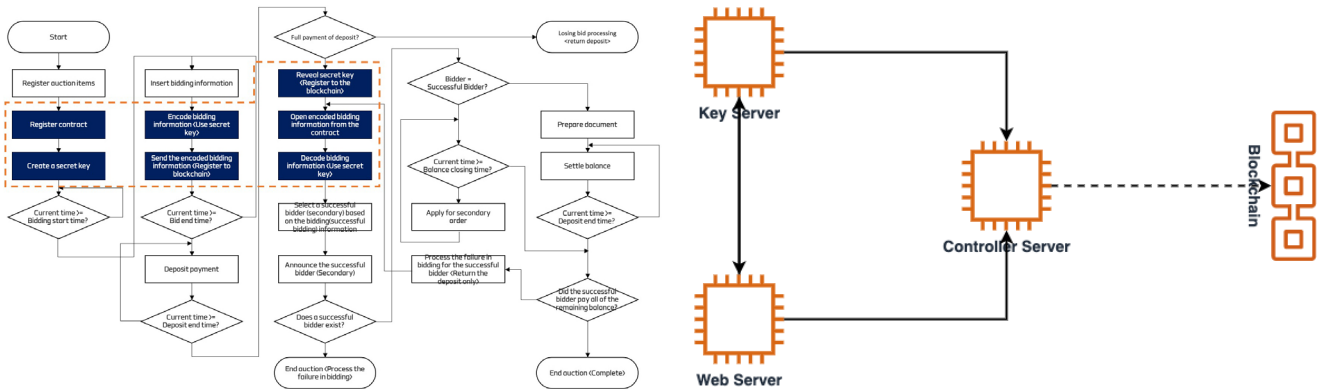 Start
Register auction items
Register contract
Create a secret key
Current time >=
Bidding start time?
Insert bidding information
Encode bidding
information <Use secret
key>
Send the encoded bidding
information <Register to
blockchain>
Current time >=
Bid end time?
Deposit payment
Current time >=
Deposit end time?
Full payment of deposit?
Losing bid processing
<return deposit>
Reveal secret key
<Register to the
blockchain>
Open encoded bidding
information from the
contract
Decode bidding
information <Use secret
key>
Select a successful
bidder (secondary) based
on the bidding(successful
bidding) information
Announce the successful
bidder (Secondary)
Does a successful
bidder exist?
End auction <Process the
failure in bidding>
Bidder =
Successful Bidder?
Current time >=
Balance closing time?
Apply for secondary
order
Process the failure in
bidding for the successful
bidder <Return the
deposit only>
Prepare document
Settle balance
Current time >=
Deposit end time?
Did the successful
bidder pay all of the
remaining balance?
End auction <Complete>
Key Server
Web Server
Controller Server
Blockchain